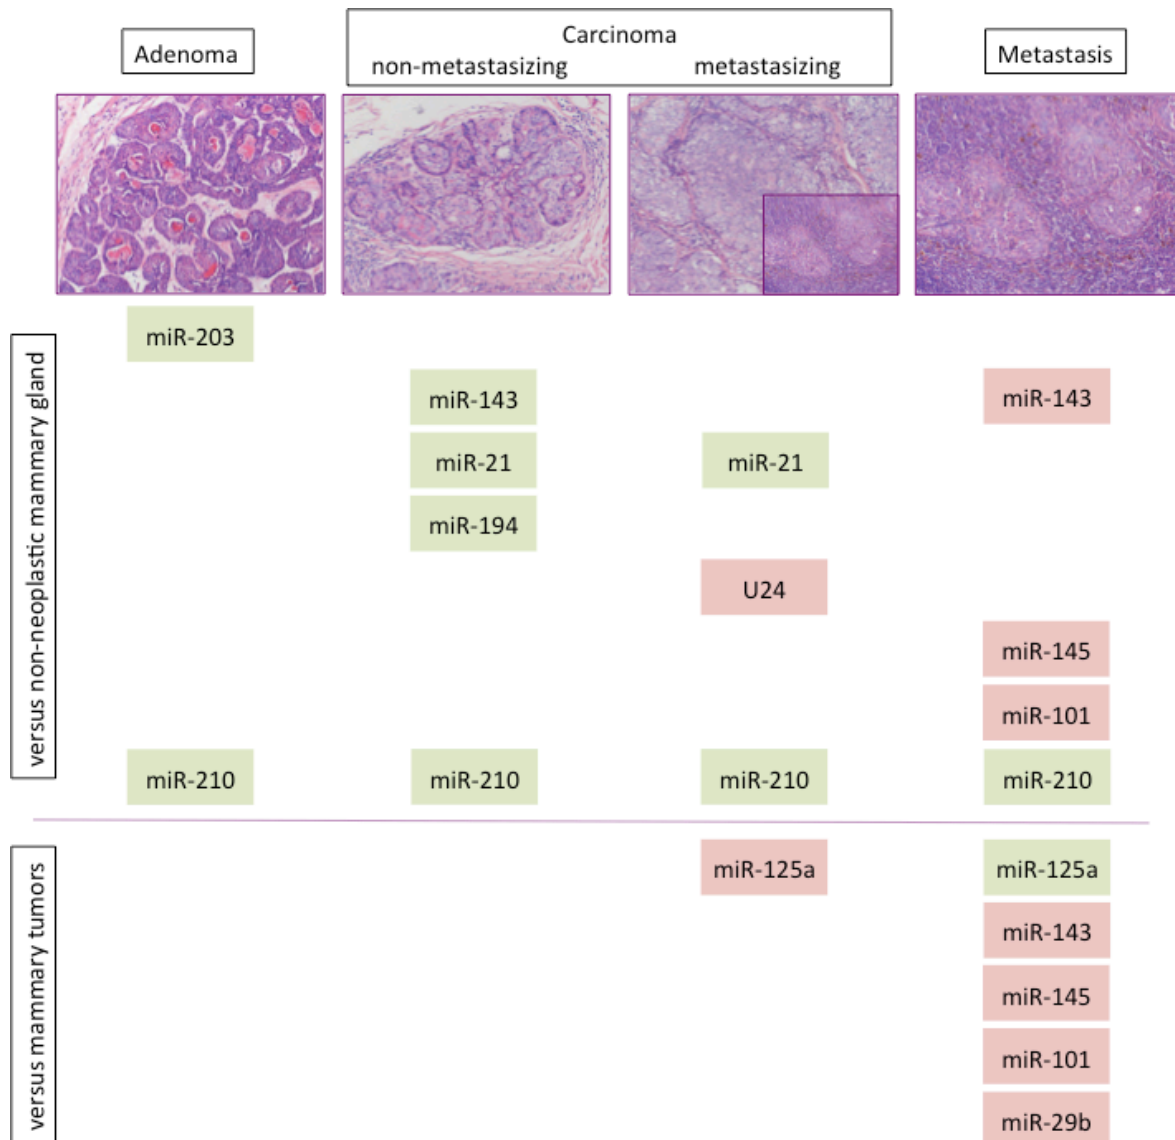 Adenoma
Carcinoma
non-metastasizing
metastasizing
Metastasis
versus non-neoplastic mammary gland
miR-203
miR-143
miR-143
miR-21
miR-21
miR-194
U24
miR-145
miR-101
miR-210
miR-210
miR-210
miR-210
versus mammary tumors
miR-125a
miR-125a
miR-143
miR-145
miR-101
miR-29b